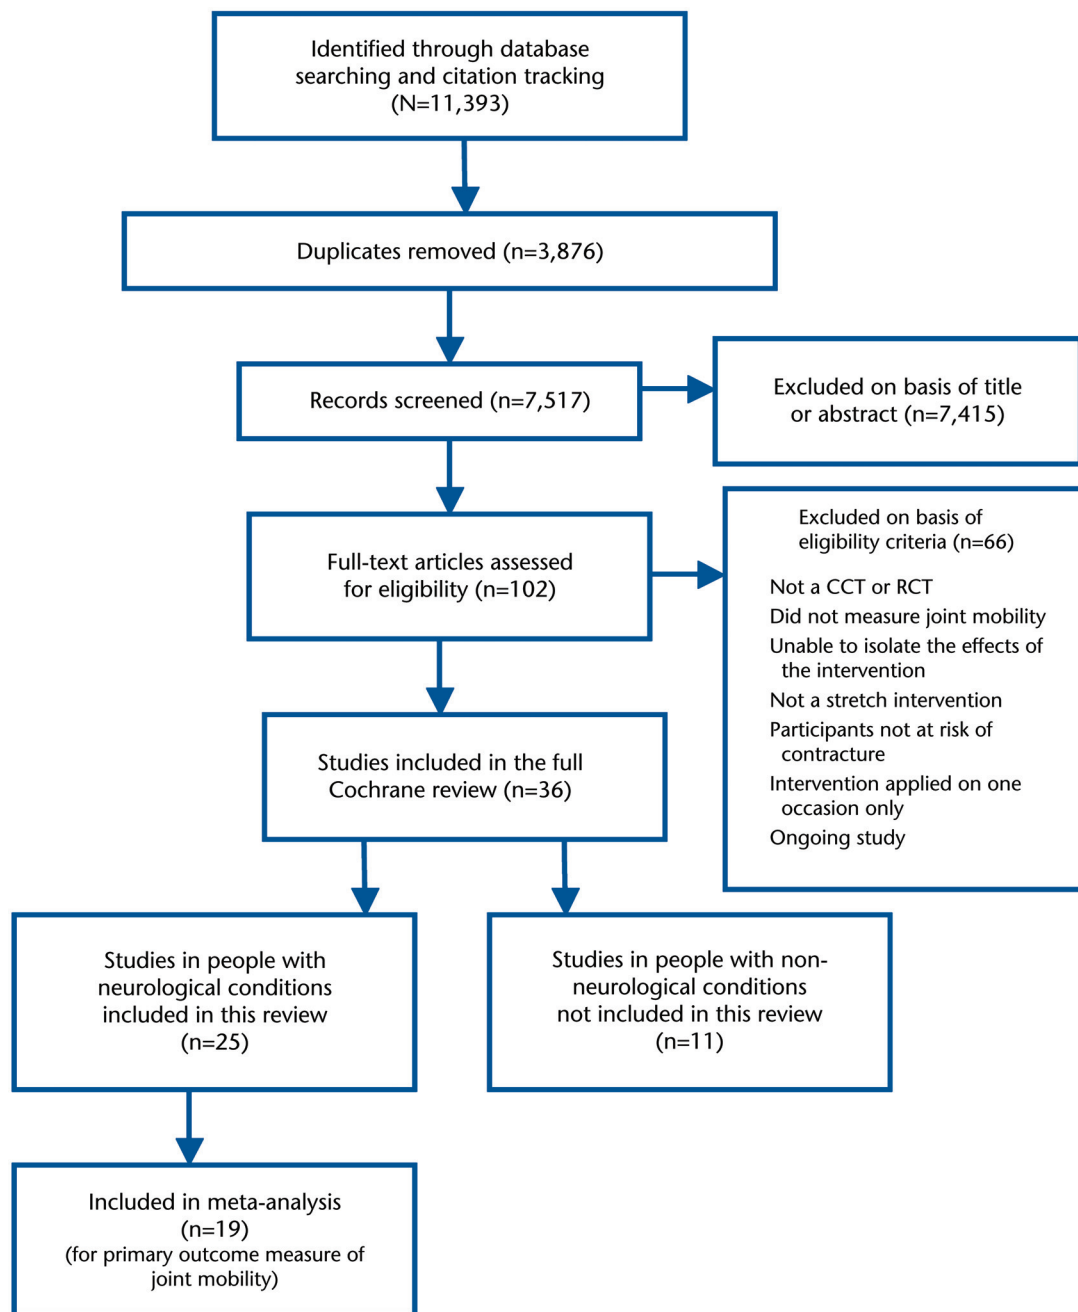 Identified through database
searching and citation tracking
(N=11,393)
Duplicates removed (n=3,876)
Records screened (n=7,517)
Excluded on basis of title
or abstract (n=7,415)
Full-text articles assessed
for eligibility (n=102)
Excluded on basis of
eligibility criteria (n=66)
Not a CCT or RCT
Did not measure joint mobility
Unable to isolate the effects of
the intervention
Not a stretch intervention
Participants not at risk of
contracture
Intervention applied on one
occasion only
Ongoing study
Studies included in the full
Cochrane review (n=36)
Studies in people with
neurological conditions
included in this review
(n=25)
Studies in people with non-
neurological conditions
not included in this review
(n=11)
Included in meta-analysis
(n=19)
(for primary outcome measure of
joint mobility)